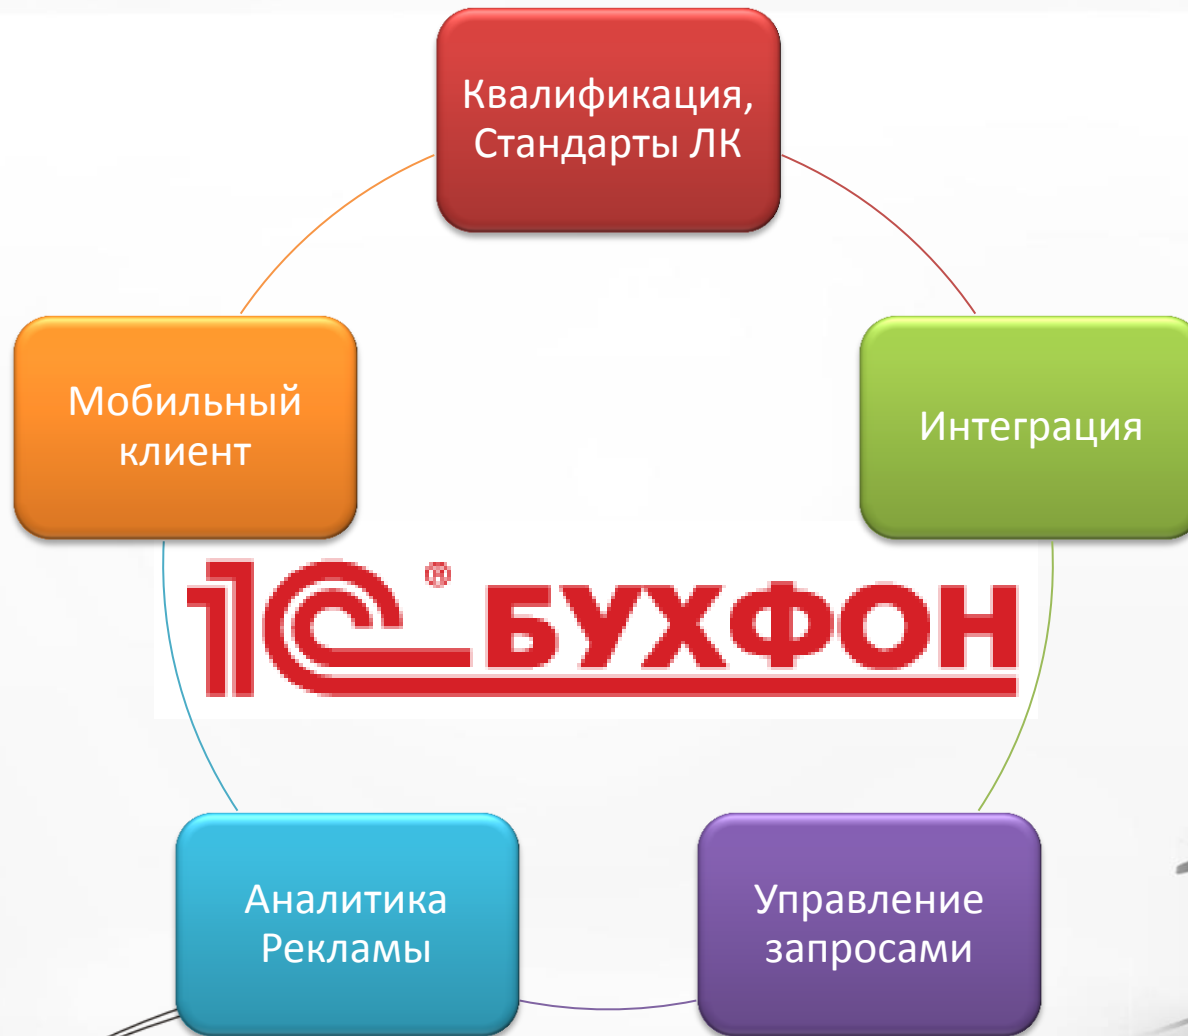 Квалификация,
Стандарты ЛК
Мобильный
клиент
Интеграция
1С® БУХФОН
Аналитика
Рекламы
Управление
запросами